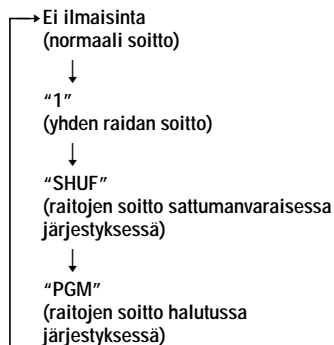 Ei ilmaisinta
(normaali soitto)
“1”
(yhden raidan soitto)
“SHUF”
(raitojen soitto sattumanvaraisessa
järjestyksessä)
“PGM”
(raitojen soitto halutussa
järjestyksessä)